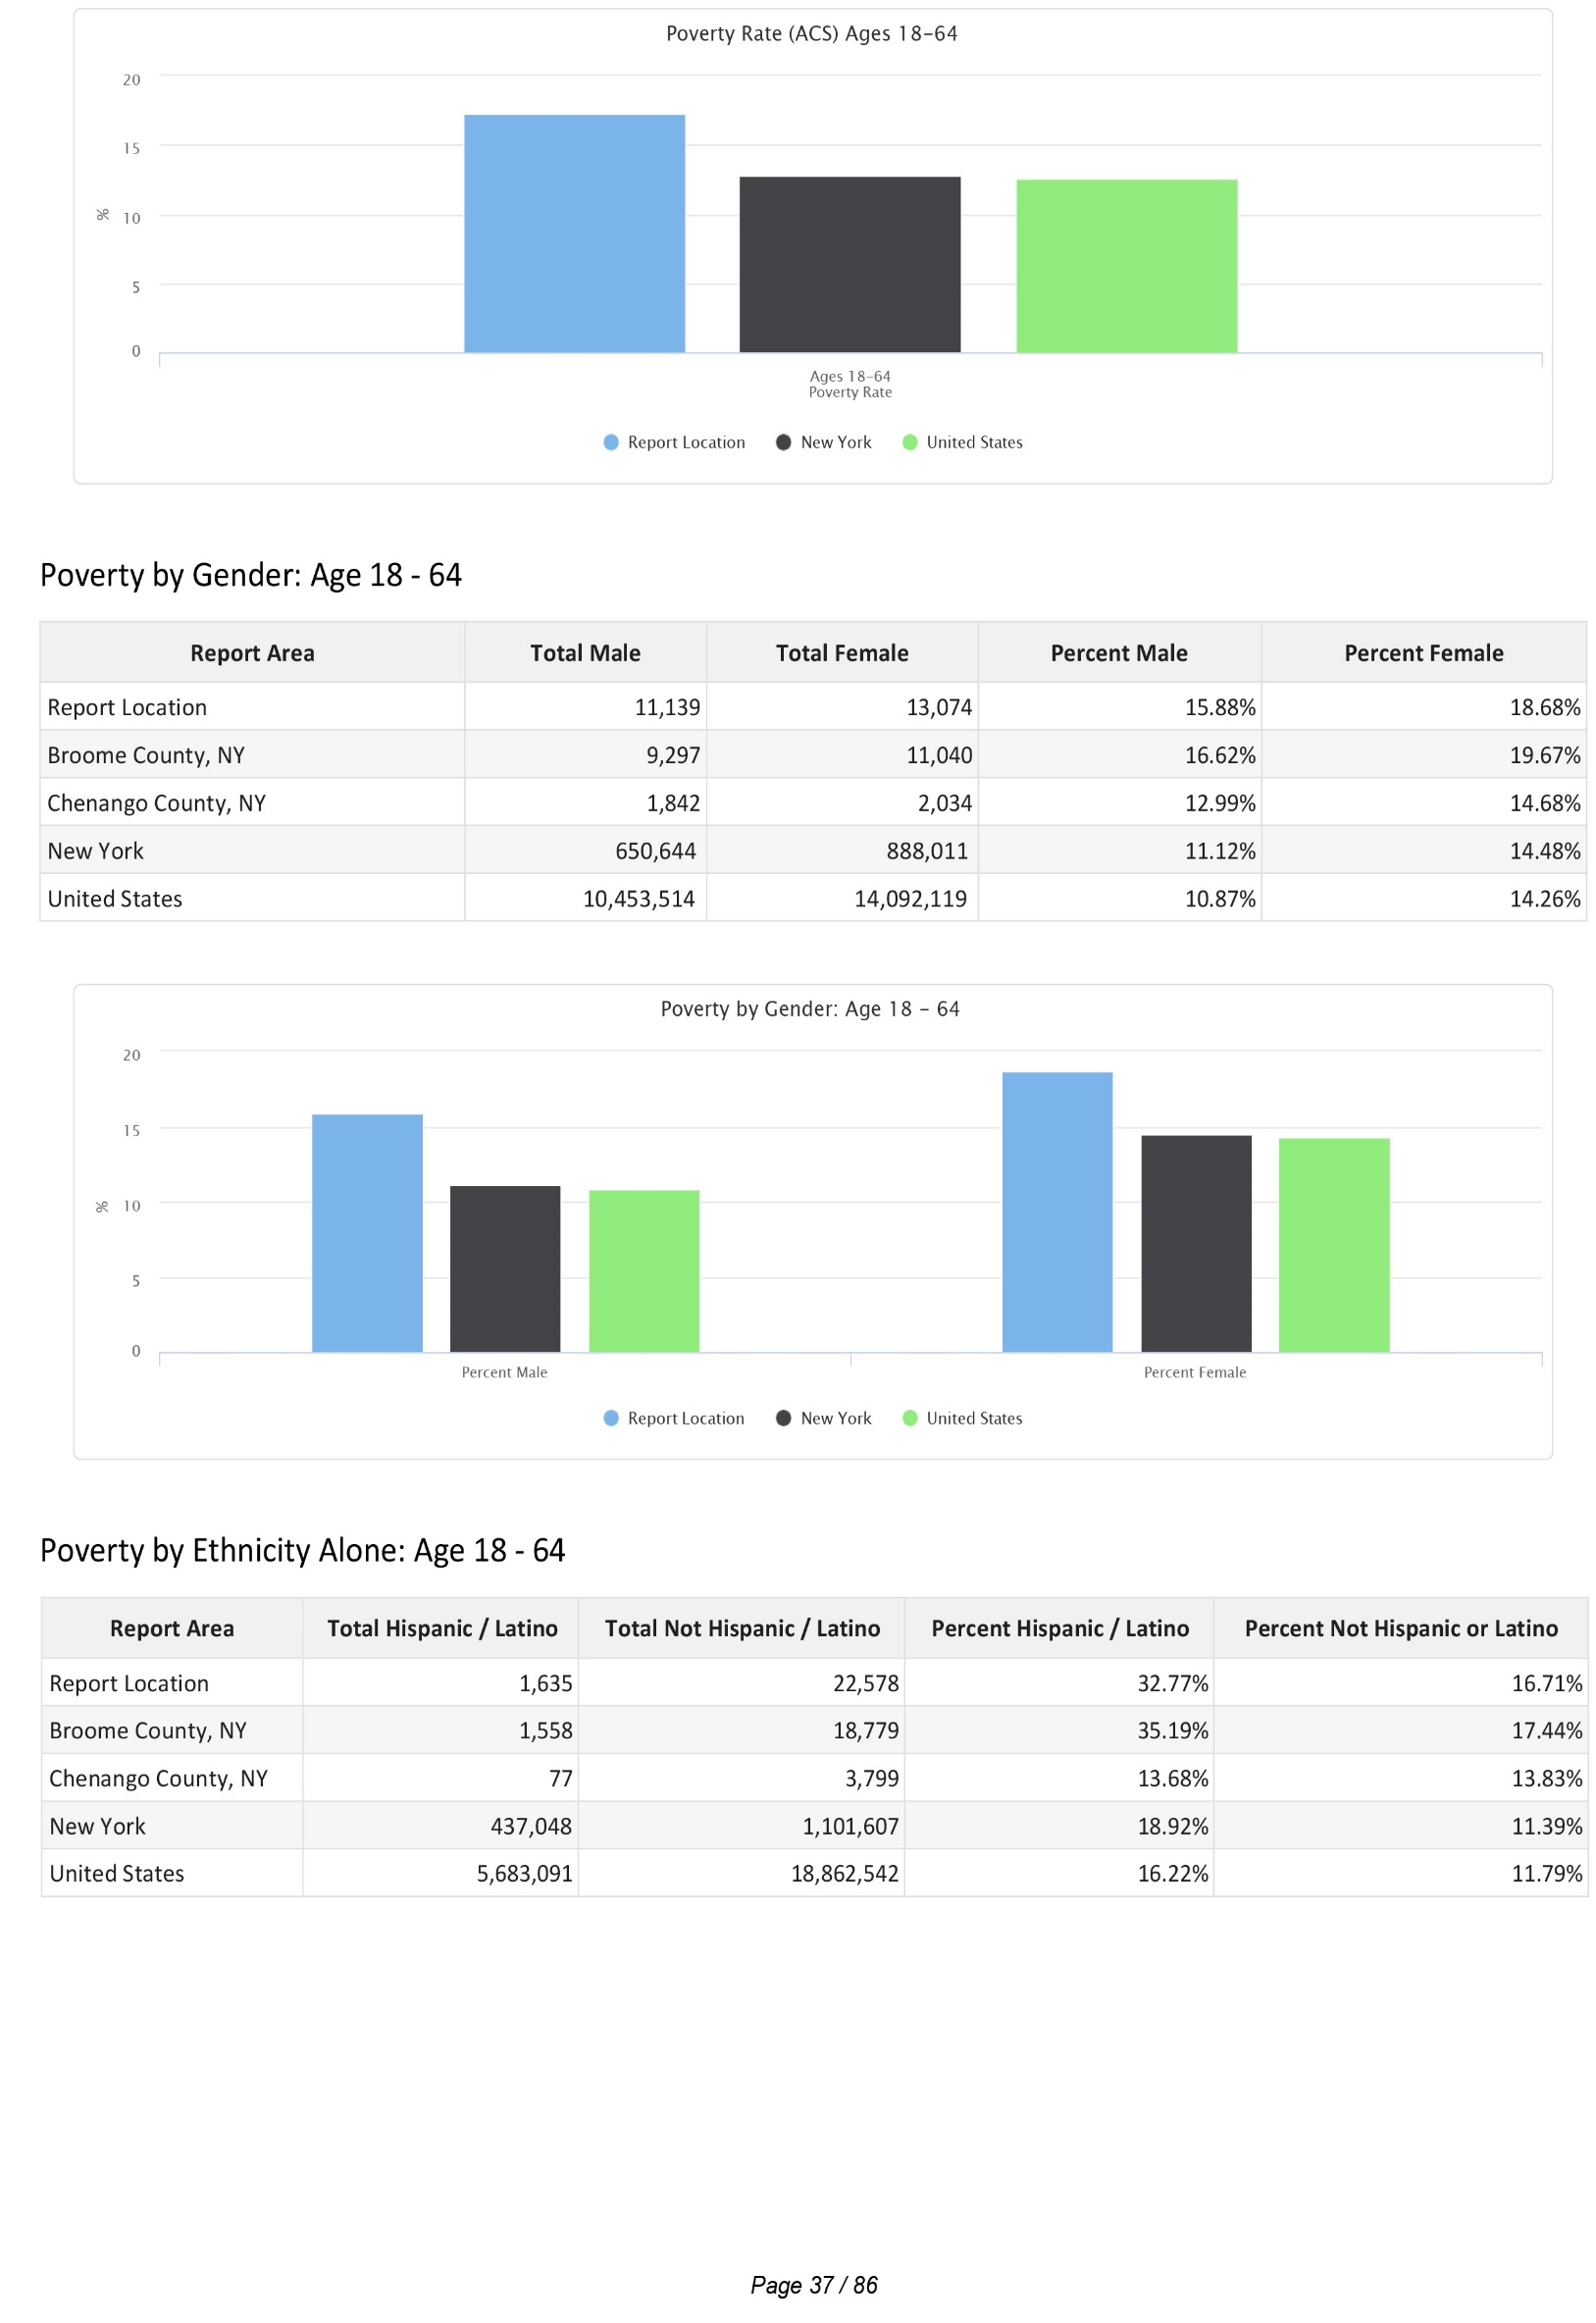 Poverty Rate (ACS) Ages 18-64
20
15
%
10
5
0
Ages 18-64
Poverty Rate
Report Location New York United States
Poverty by Gender: Age 18 - 64
Report Area Total Male Total Female Percent Male Percent Female
Report Location 11,139 13,074 15.88% 18.68%
Broome County, NY 9,297 11,040 16.62% 19.67%
Chenango County, NY 1,842 2,034 12.99% 14.68%
New York 650,644 888,011 11.12% 14.48%
United States 10,453,514 14,092,119 10.87% 14.26%
Poverty by Gender: Age 18 - 64
20
15
%
10
5
0
Percent Male Percent Female
Report Location New York United States
Poverty by Ethnicity Alone: Age 18 - 64
Report Area Total Hispanic / Latino Total Not Hispanic / Latino Percent Hispanic / Latino Percent Not Hispanic or Latino
Report Location 1,635 22,578 32.77% 16.71%
Broome County, NY 1,558 18,779 35.19% 17.44%
Chenango County, NY 77 3,799 13.68% 13.83%
New York 437,048 1,101,607 18.92% 11.39%
United States 5,683,091 18,862,542 16.22% 11.79%
Page 37 / 86